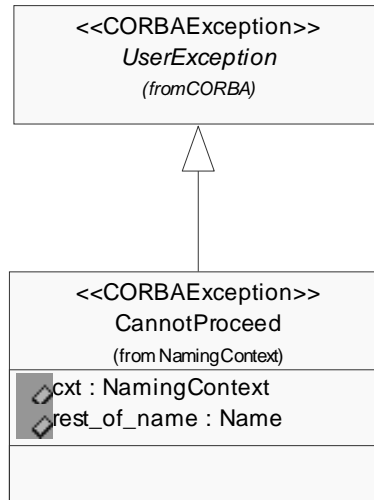 <<CORBAException>>
UserException
(fromCORBA)
<<CORBAException>>
CannotProceed
(from NamingContext)
cxt : NamingContext
rest_of_name : Name